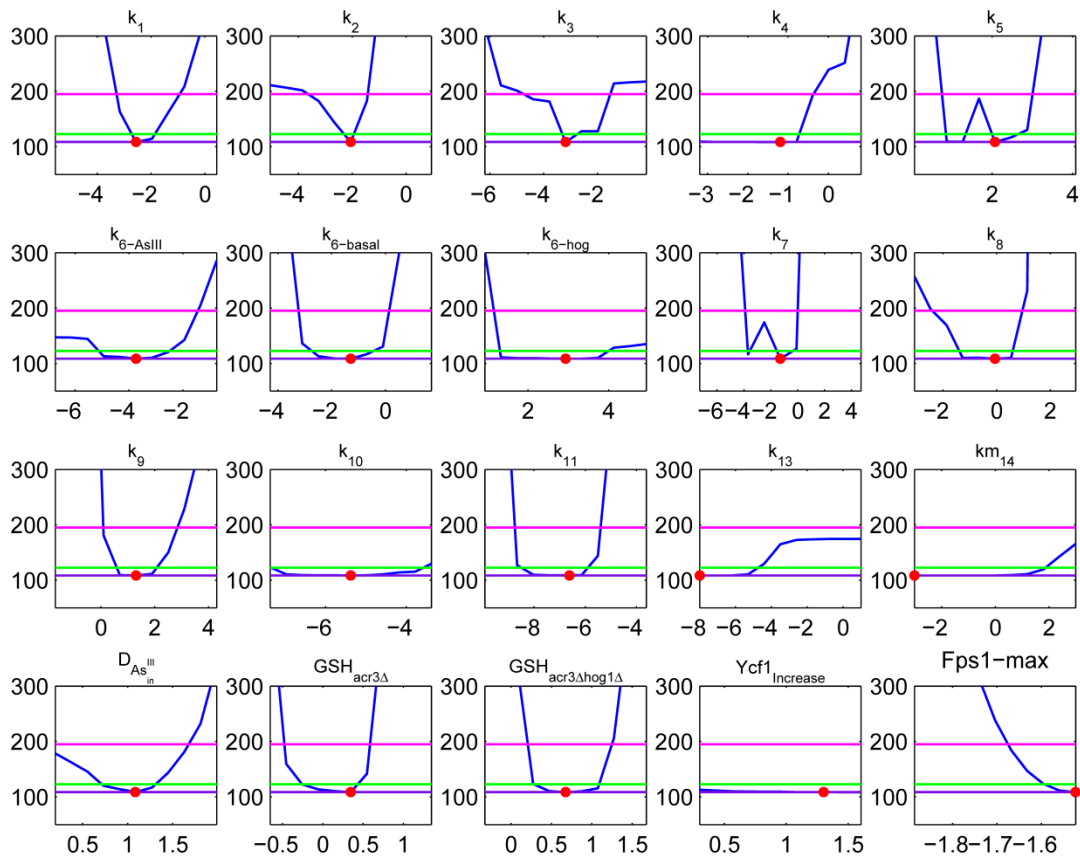 k1 k2 k3 k4 k5
300 300 300 300 300
200 200 200 200 200
100 100 100 100 100
−4 −2 0 −4 −2 0 −6 −4 −2 −3 −2 −1 0 2 4
k6−AsIII k6−basal k6−hog k7 k8
300 300 300 300 300
200 200 200 200 200
100 100 100 100 100
−6 −4 −2 −4 −2 0 2 4 −6 −4 −2 0 2 4 −2 0 2
k9 k10 k11 k13 km14
300 300 300 300 300
200 200 200 200 200
100 100 100 100 100
0 2 4 −6 −4 −8 −6 −4 −8 −6 −4 −2 0 −2 0 2
DAsIIIin GSHacr3Δ GSHacr3Δhog1Δ Ycf1Increase Fps1−max
300 300 300 300 300
200 200 200 200 200
100 100 100 100 100
0.5 1 1.5 −0.5 0 0.5 1 0 0.5 1 0.5 1 1.5 −1.8 −1.7 −1.6